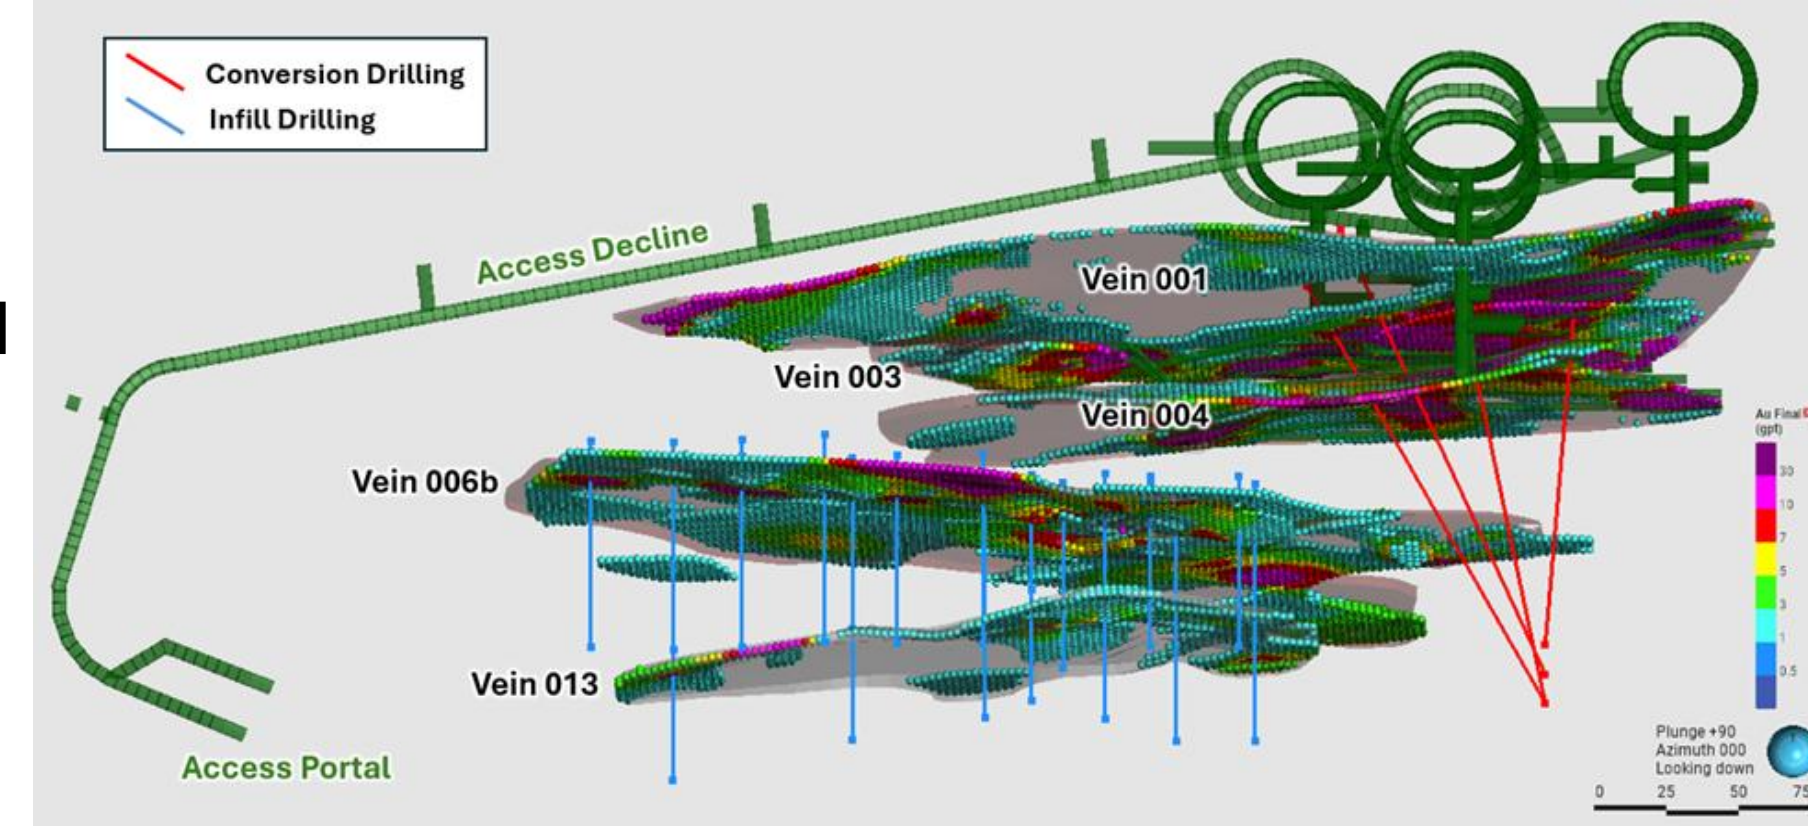 Conversion Drilling
Infill Drilling
Access Decline
Vein 001
Vein 003
Vein 004
Vein 006b
Vein 013
Access Portal
Au Final
(gpt)
30
10
7
5
3
1
0.5
Plunge +90
Azimuth 000
Looking down
0 25 50 75